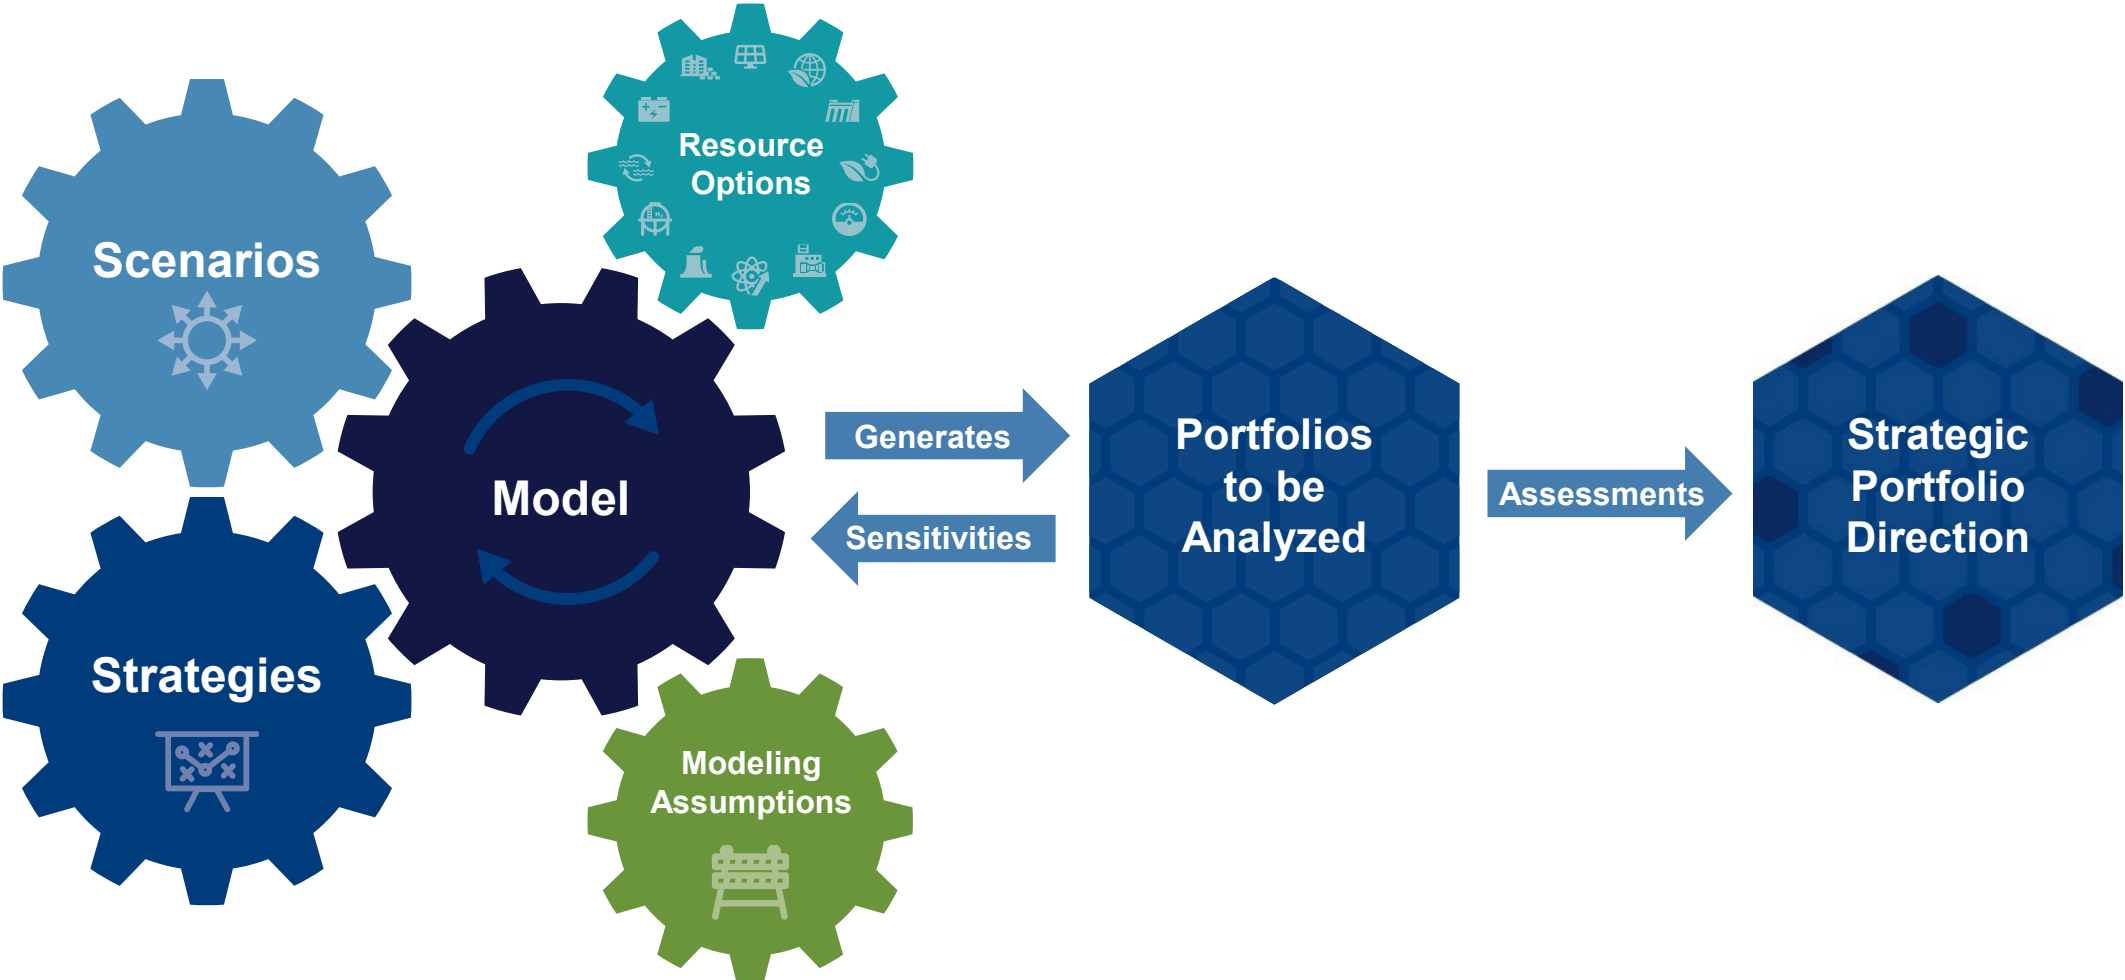 Scenarios
Strategies
Model
Resource
Options
Modeling
Assumptions
Generates
Sensitivities
Portfolios
to be
Analyzed
Assessments
Strategic
Portfolio
Direction